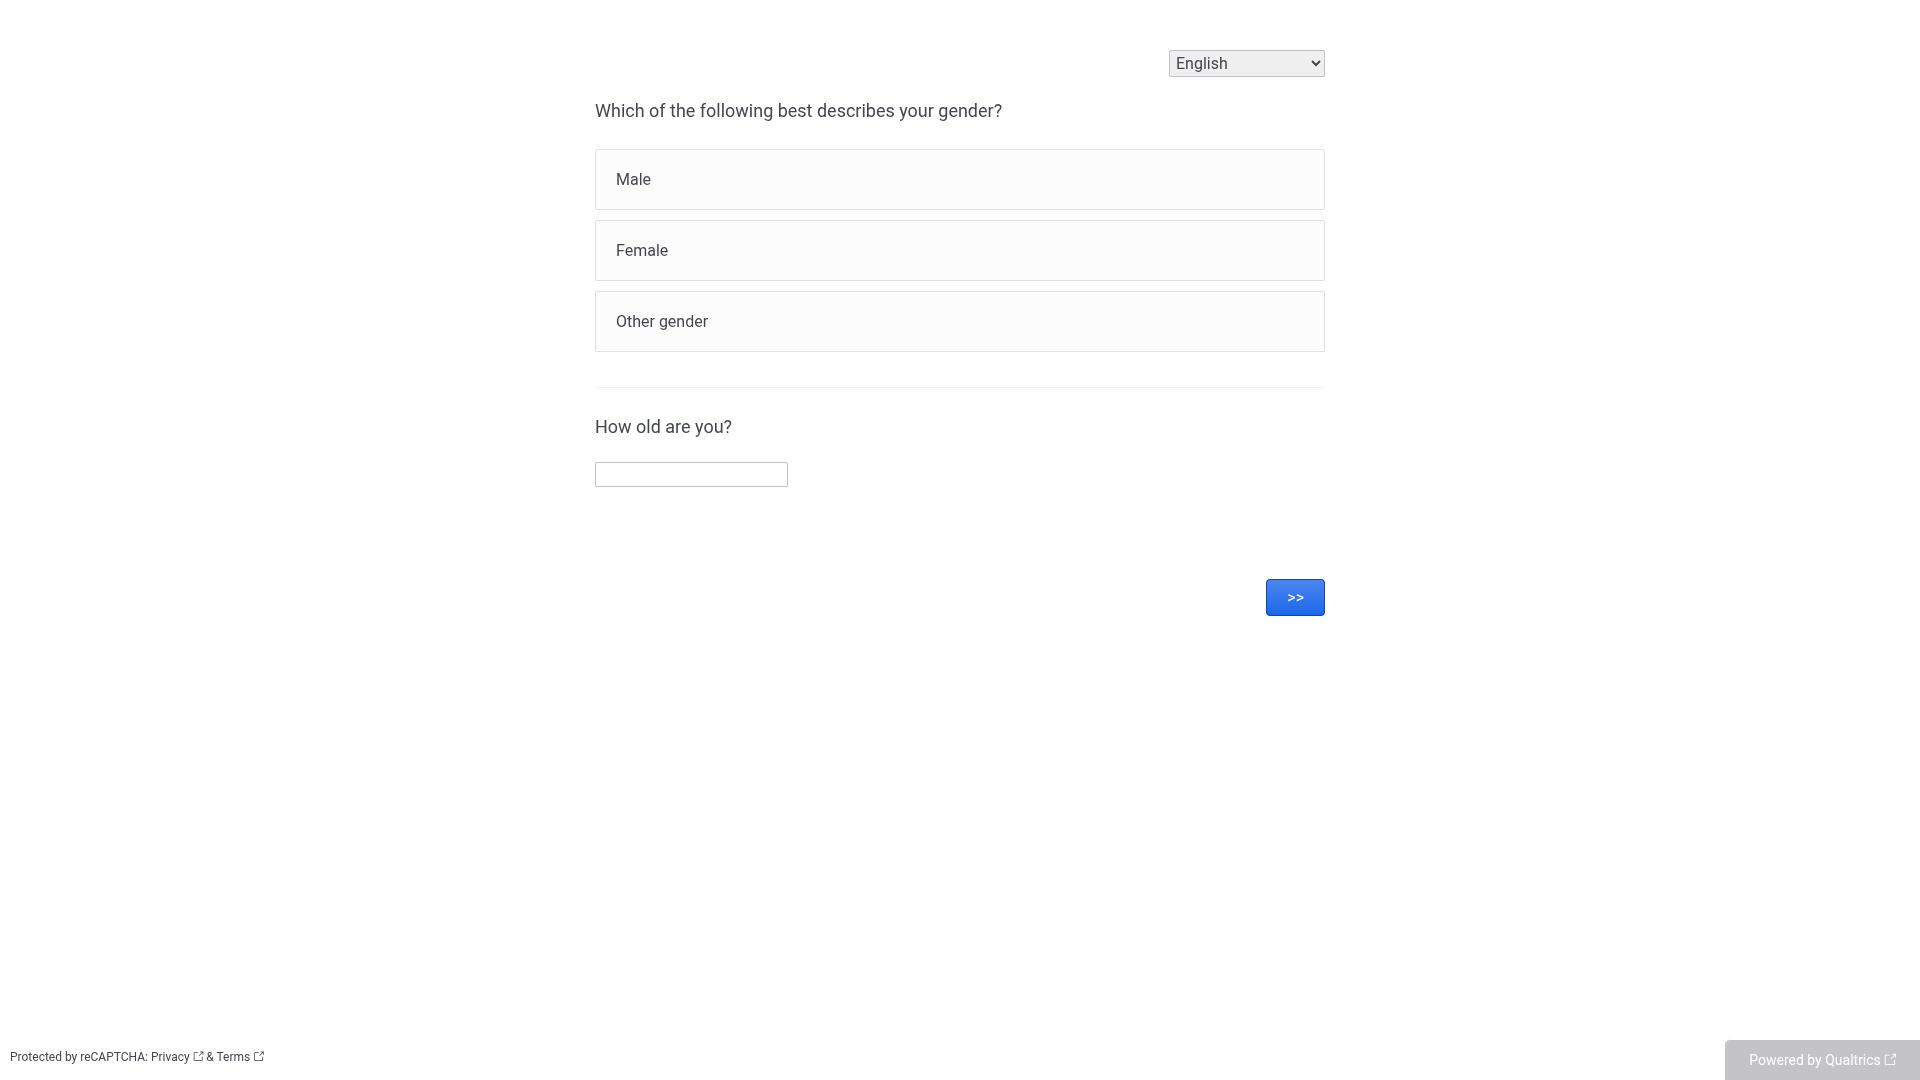 English
Which of the following best describes your gender?
Male
Female
Other gender
How old are you?
>>
Protected by reCAPTCHA: Privacy & Terms
Powered by Qualtrics